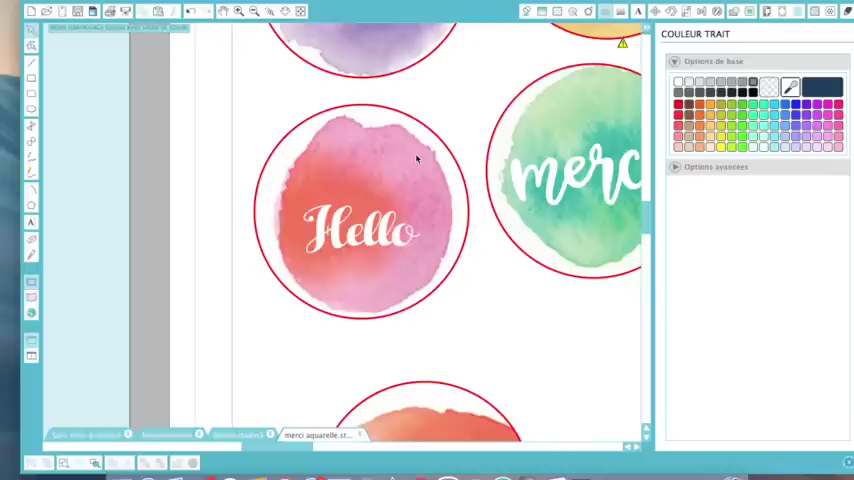 COULEUR TRAIT
Options de base
Options avancées
Hello
merc
merci aquarelle.st...